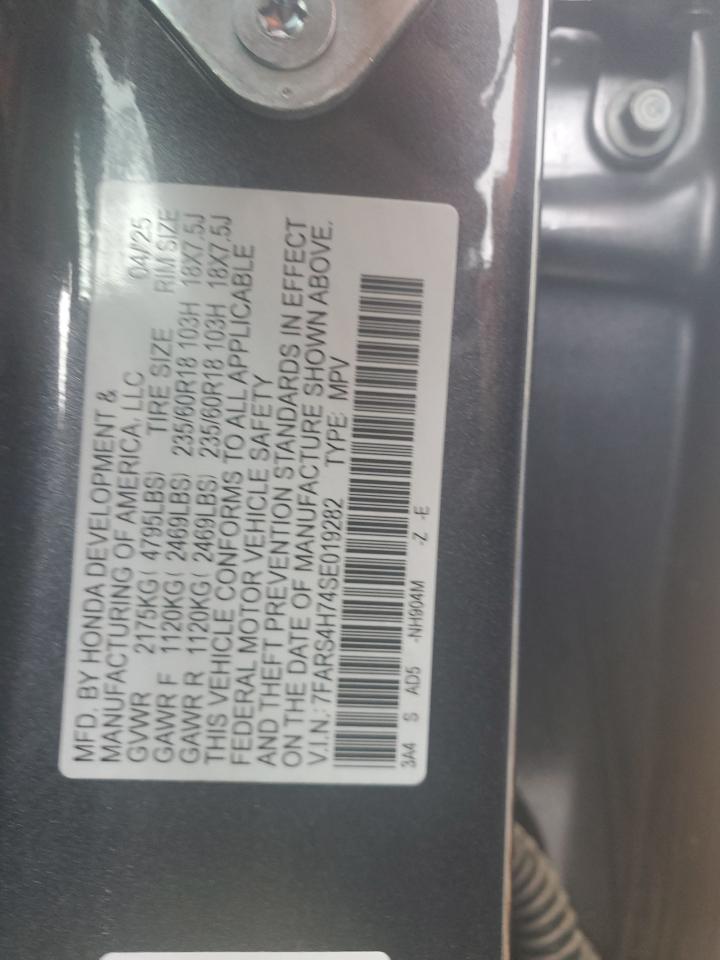 MFD. BY HONDA DEVELOPMENT &
MANUFACTURING OF AMERICA, LLC 04/25
GVWR 2175KG( 4795LBS) TIRE SIZE RIM SIZE
GAWR F 1120KG( 2469LBS) 235/60R18 103H 18X7.5J
GAWR R 1120KG( 2469LBS) 235/60R18 103H 18X7.5J
THIS VEHICLE CONFORMS TO ALL APPLICABLE
FEDERAL MOTOR VEHICLE SAFETY
AND THEFT PREVENTION STANDARDS IN EFFECT
ON THE DATE OF MANUFACTURE SHOWN ABOVE.
V.I.N.: 7FARS4H74SE019282 TYPE: MPV
3A4 S AD5 -NH904M -Z -E